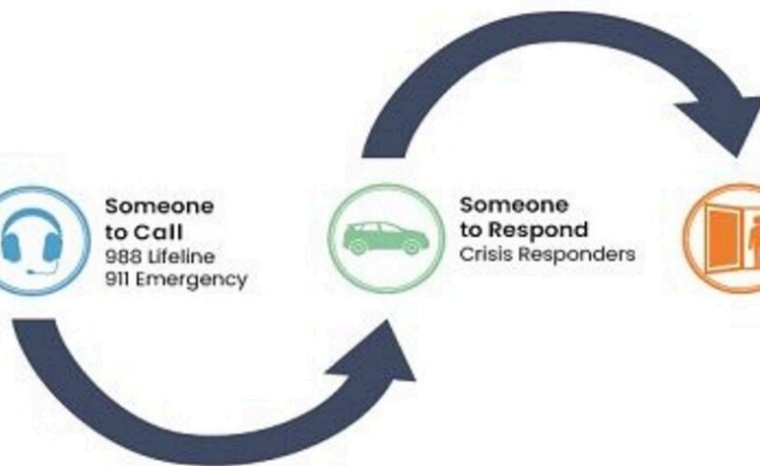 Someone
to Call
988 Lifeline
911 Emergency
Someone
to Respond
Crisis Responders